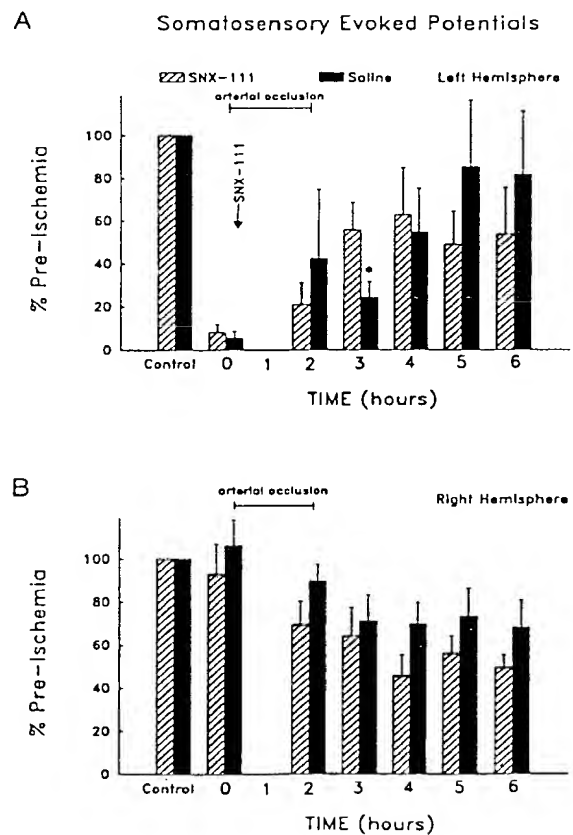 A
Somatosensory Evoked Potentials
SNX-111
Saline
Left Hemisphere
arterial occlusion
SNX-111
% Pre-Ischemia
100
80
60
40
20
0
*
Control 0 1 2 3 4 5 6
TIME (hours)
B
arterial occlusion
Right Hemisphere
% Pre-Ischemia
100
80
60
40
20
0
Control 0 1 2 3 4 5 6
TIME (hours)